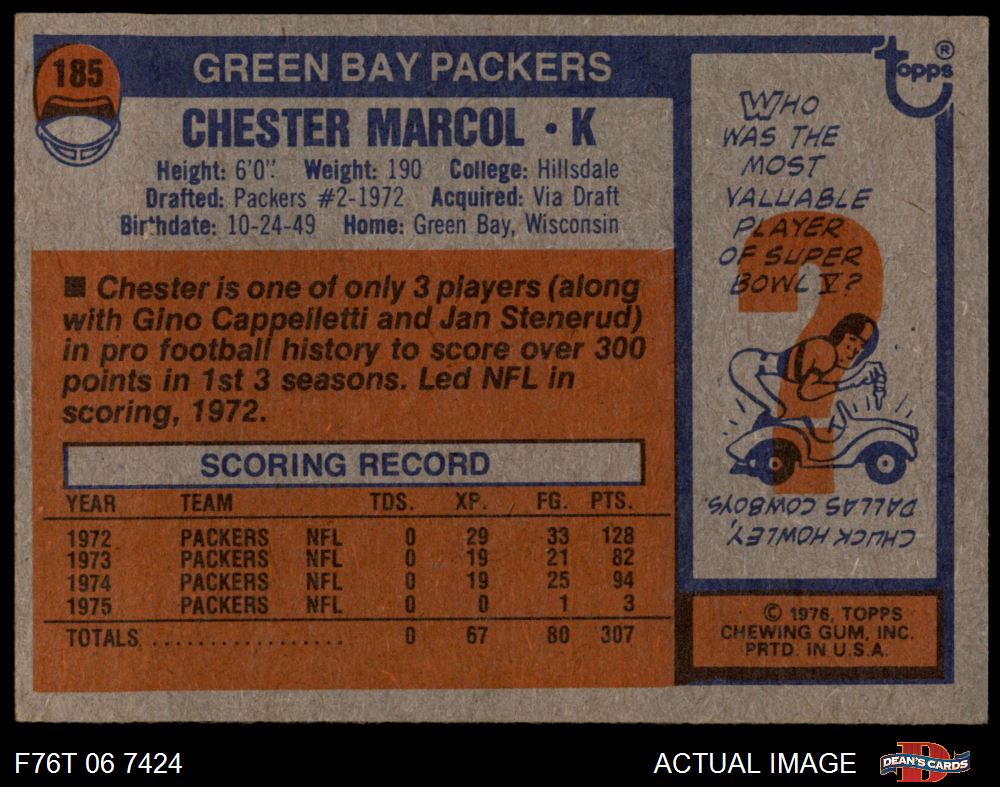 185
GREEN BAY PACKERS
CHESTER MARCOL • K
Height: 6'0". Weight: 190 College: Hillsdale
Drafted: Packers #2-1972 Acquired: Via Draft
Birthdate: 10-24-49 Home: Green Bay, Wisconsin
■ Chester is one of only 3 players (along
with Gino Cappelletti and Jan Stenerud)
in pro football history to score over 300
points in 1st 3 seasons. Led NFL in
scoring, 1972.
SCORING RECORD
YEAR TEAM TDS. XP. FG. PTS.
1972 PACKERS NFL 0 29 33 128
1973 PACKERS NFL 0 19 21 82
1974 PACKERS NFL 0 19 25 94
1975 PACKERS NFL 0 0 1 3
TOTALS ................. 0 67 80 307
topps ®
WHO
WAS THE
MOST
VALUABLE
PLAYER
OF SUPER
BOWL V?
?
CHUCK HOWLEY,
DALLAS COWBOYS.
© 1976, TOPPS
CHEWING GUM, INC.
PRTD. IN U.S.A.
F76T 06 7424
ACTUAL IMAGE
D
DEAN'S CARDS